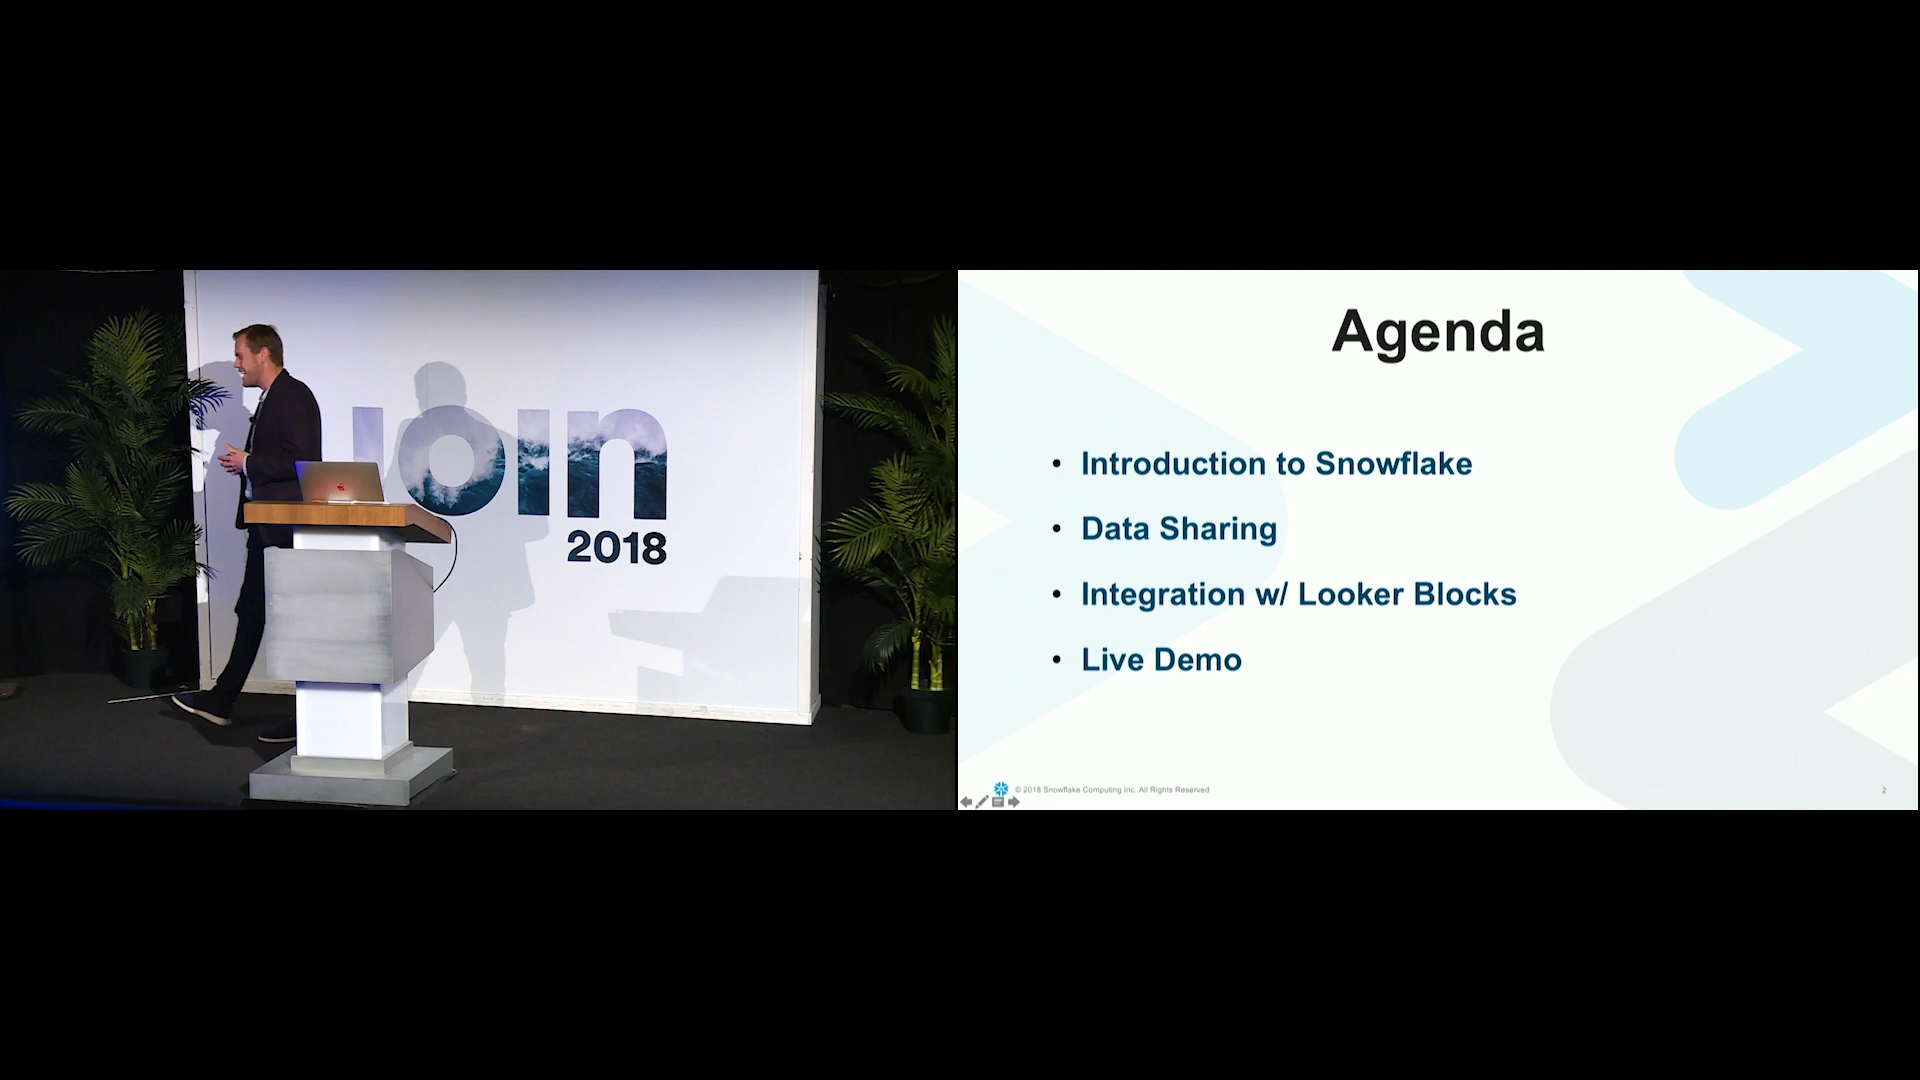 join
2018
Agenda
• Introduction to Snowflake
• Data Sharing
• Integration w/ Looker Blocks
• Live Demo
© 2018 Snowflake Computing Inc. All Rights Reserved
2